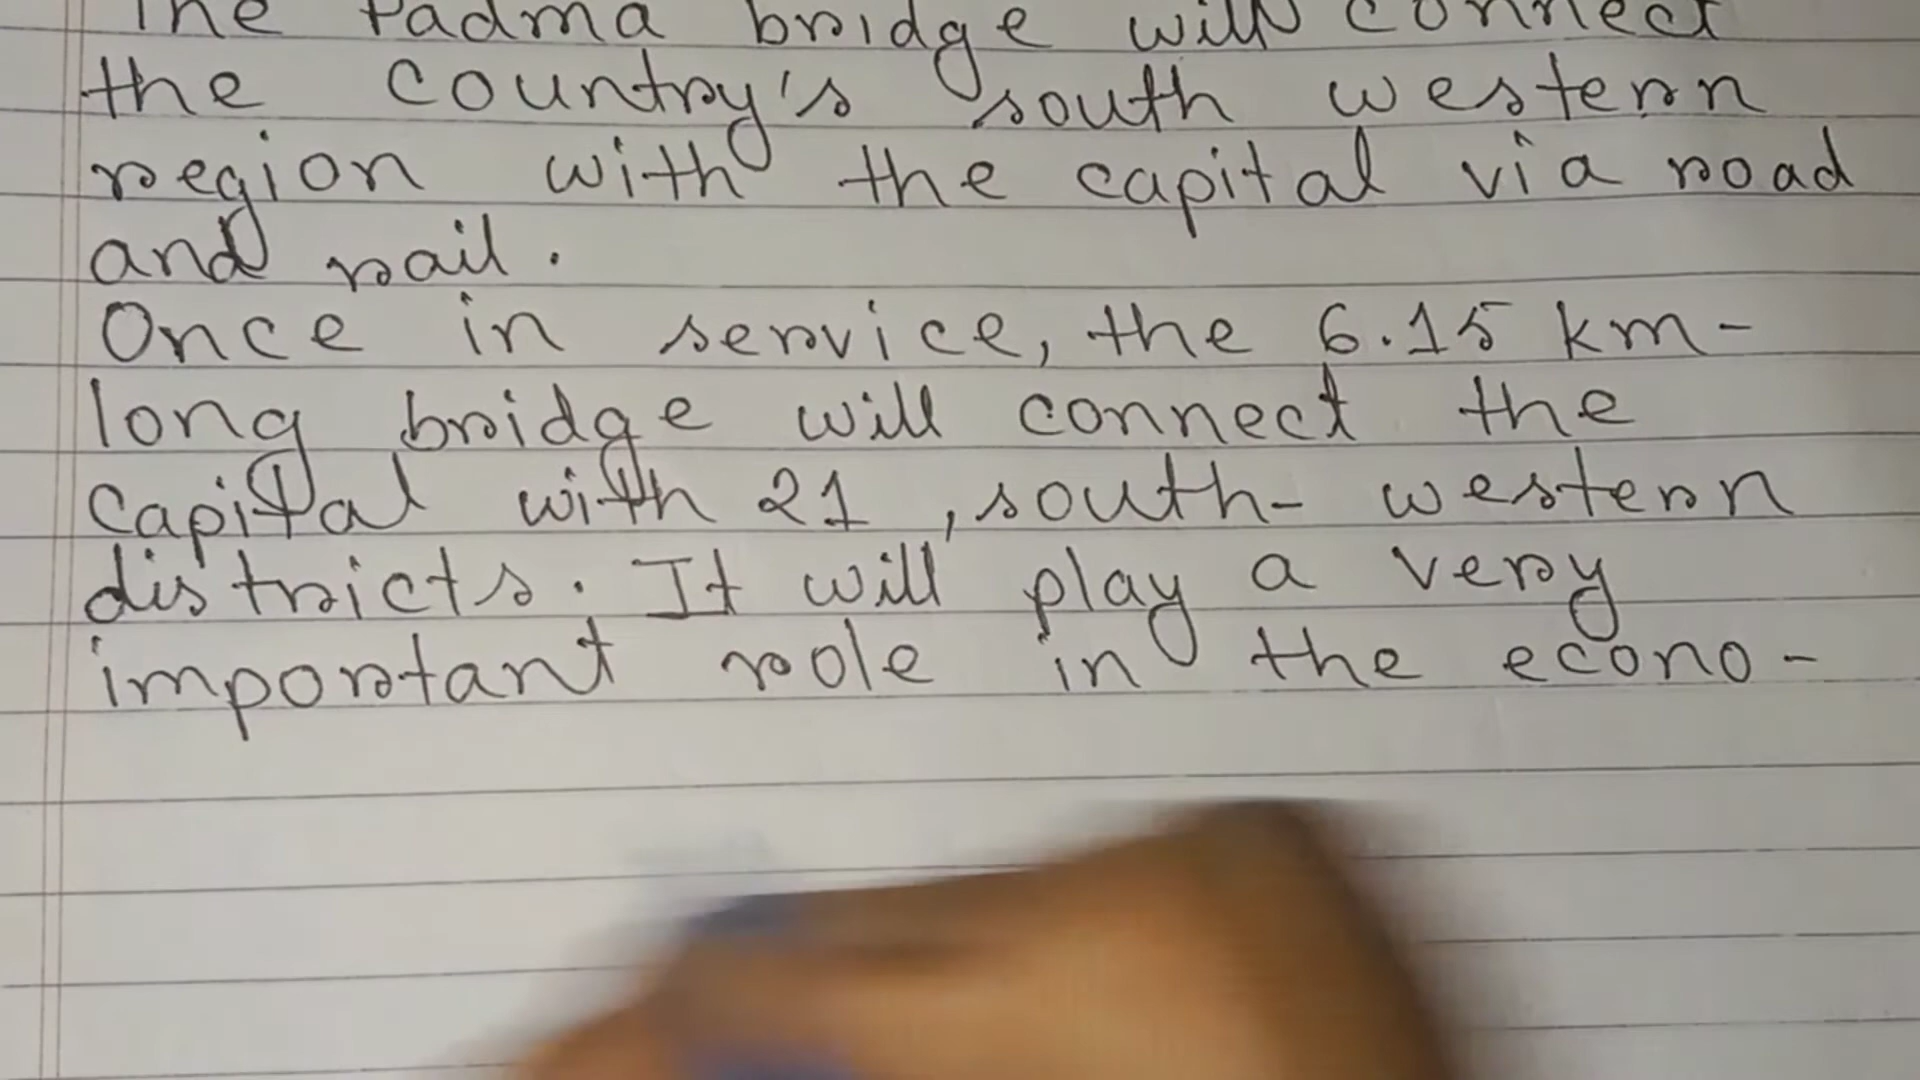 The Padma bridge will connect
the country's south western
region with the capital via road
and rail.
Once in service, the 6.15 km-
long bridge will connect the
capital with 21, south- western
districts. It will play a very
important role in the econo-